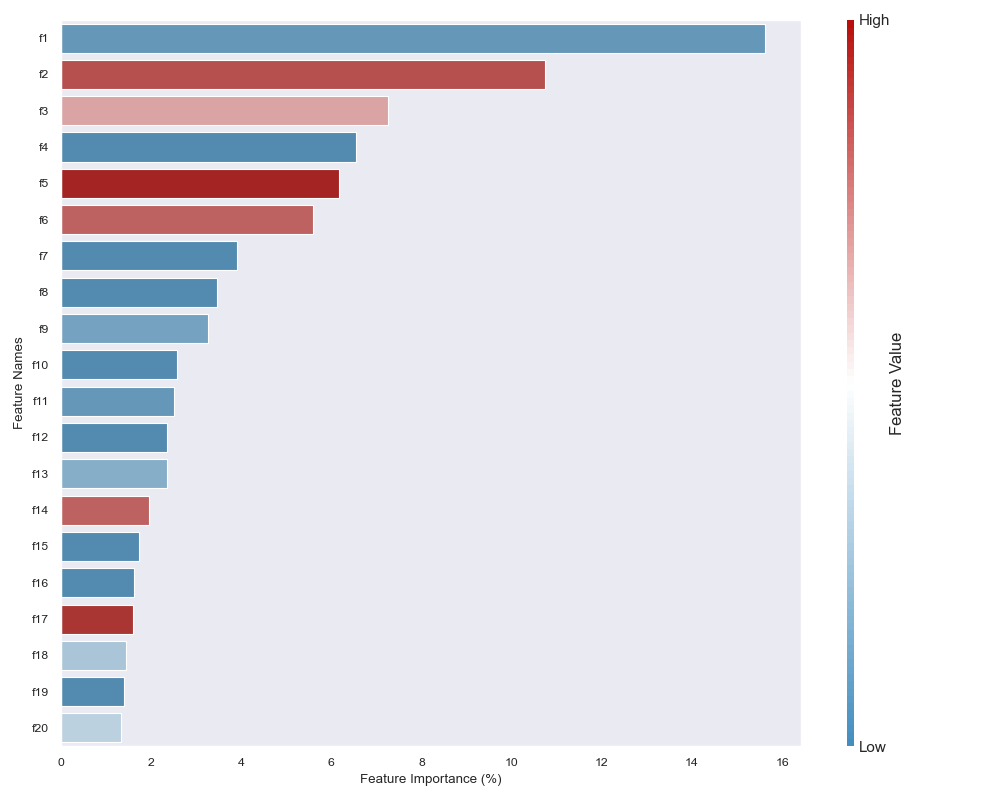 f1
f2
f3
f4
f5
f6
f7
f8
f9
f10
f11
f12
f13
f14
f15
f16
f17
f18
f19
f20
Feature Names
0 2 4 6 8 10 12 14 16
Feature Importance (%)
High
Feature Value
Low